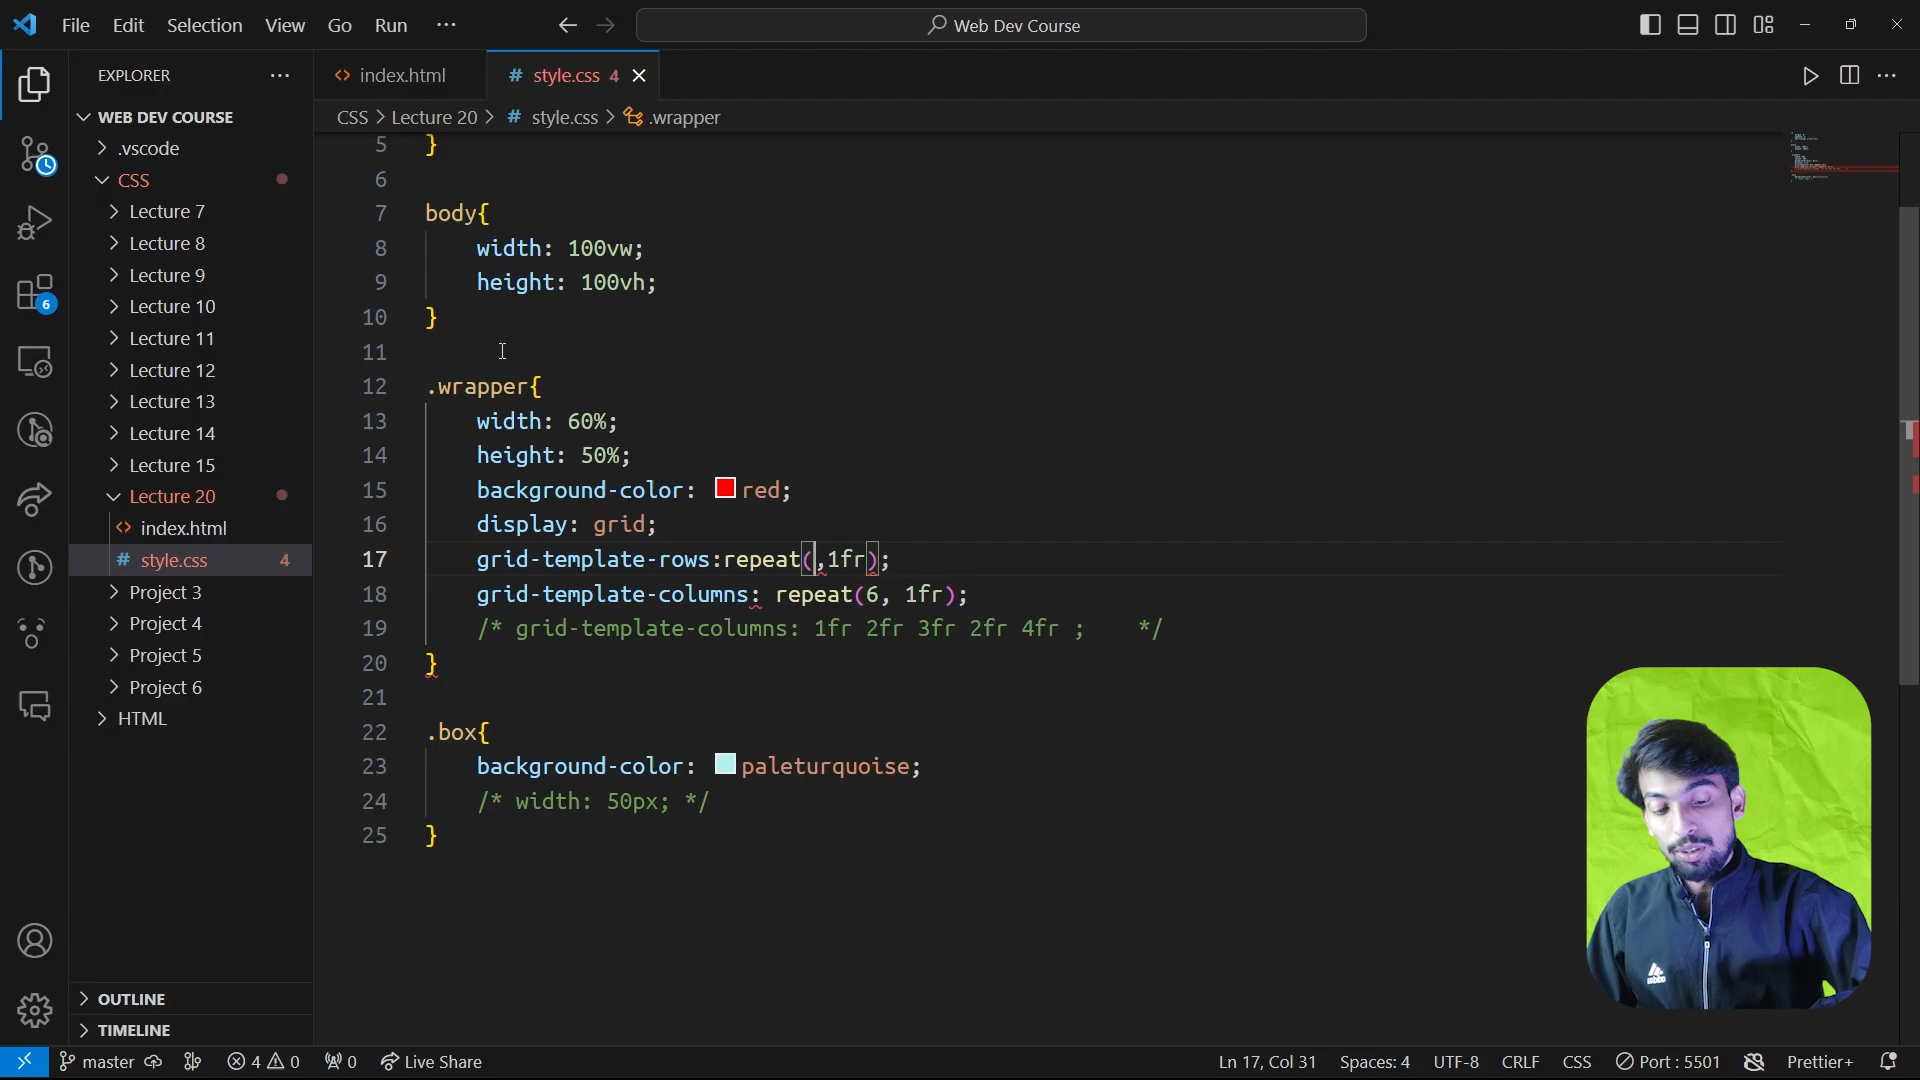 File Edit Selection View Go Run ··· Web Dev Course
EXPLORER ···
WEB DEV COURSE
.vscode
CSS
Lecture 7
Lecture 8
Lecture 9
Lecture 10
Lecture 11
Lecture 12
Lecture 13
Lecture 14
Lecture 15
Lecture 20
<> index.html
# style.css 4
Project 3
Project 4
Project 5
Project 6
HTML
OUTLINE
TIMELINE
6
<> index.html # style.css 4
CSS > Lecture 20 > # style.css > .wrapper
5 }
6
7 body{
8 width: 100vw;
9 height: 100vh;
10 }
11
12 .wrapper{
13 width: 60%;
14 height: 50%;
15 background-color: red;
16 display: grid;
17 grid-template-rows:repeat(,1fr);
18 grid-template-columns: repeat(6, 1fr);
19 /* grid-template-columns: 1fr 2fr 3fr 2fr 4fr ; */
20 }
21
22 .box{
23 background-color: paleturquoise;
24 /* width: 50px; */
25 }
master 4 0 0 Live Share Ln 17, Col 31 Spaces: 4 UTF-8 CRLF CSS Port : 5501 Prettier+